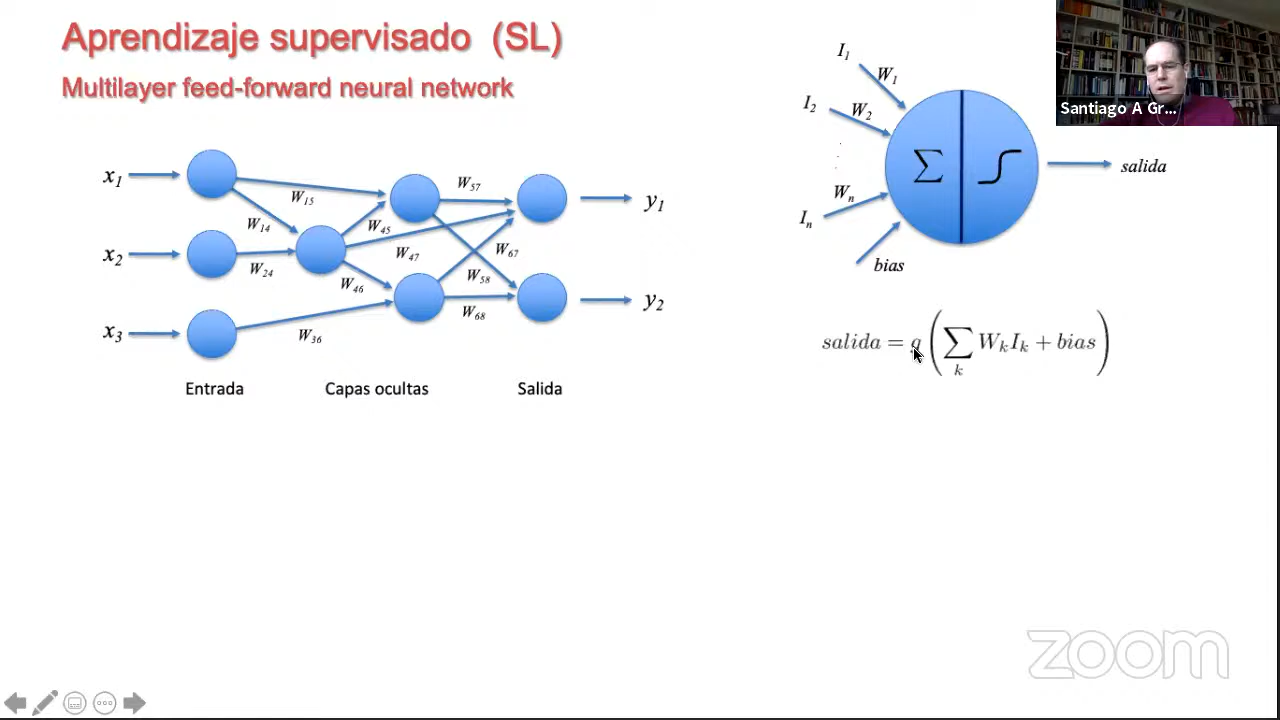 Aprendizaje supervisado (SL)
Multilayer feed-forward neural network
x1
x2
x3
W15
W14
W24
W45
W47
W46
W36
W57
W67
W58
W68
y1
y2
Entrada
Capas ocultas
Salida
I1
W1
I2
W2
Wn
In
bias
∑
salida
salida = g(∑k WkIk + bias)
Santiago A Gr...
zoom